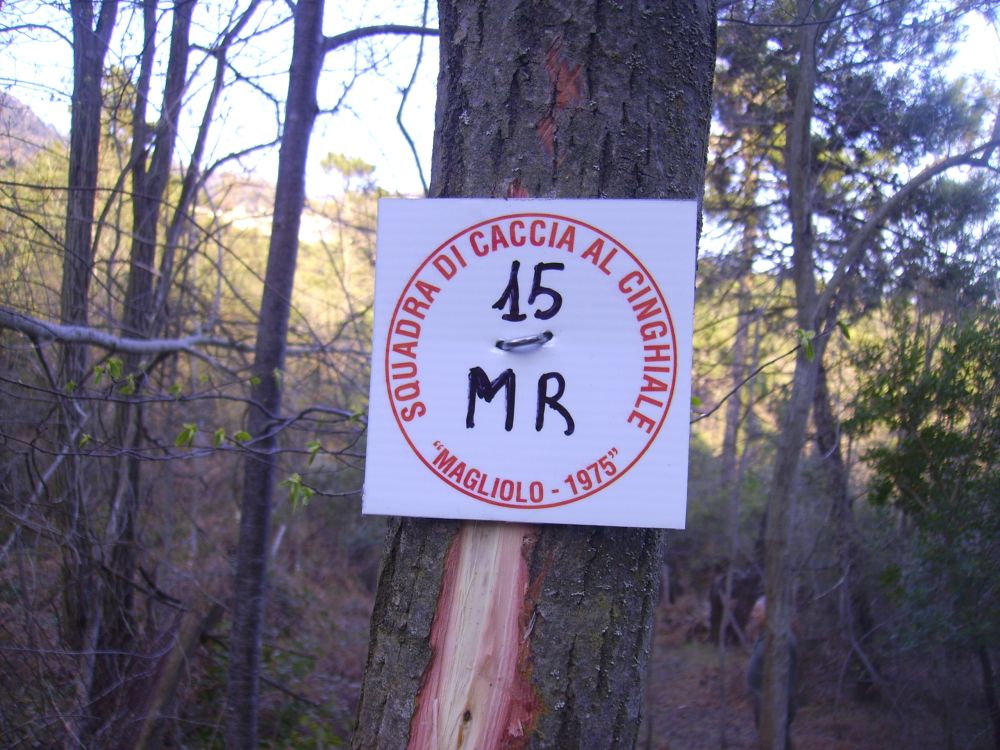 SQUADRA DI CACCIA AL CINGHIALE
15
MR
"MAGLIOLO - 1975"